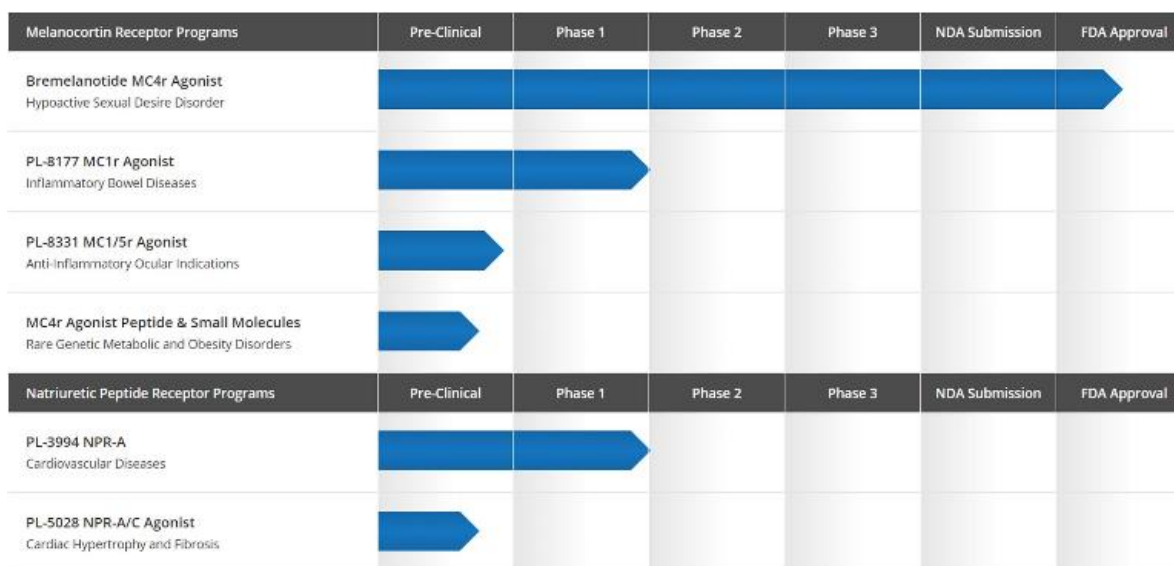 Melanocortin Receptor Programs Pre-Clinical Phase 1 Phase 2 Phase 3 NDA Submission FDA Approval
Bremelanotide MC4r Agonist
Hypoactive Sexual Desire Disorder
PL-8177 MC1r Agonist
Inflammatory Bowel Diseases
PL-8331 MC1/5r Agonist
Anti-Inflammatory Ocular Indications
MC4r Agonist Peptide & Small Molecules
Rare Genetic Metabolic and Obesity Disorders
Natriuretic Peptide Receptor Programs Pre-Clinical Phase 1 Phase 2 Phase 3 NDA Submission FDA Approval
PL-3994 NPR-A
Cardiovascular Diseases
PL-5028 NPR-A/C Agonist
Cardiac Hypertrophy and Fibrosis